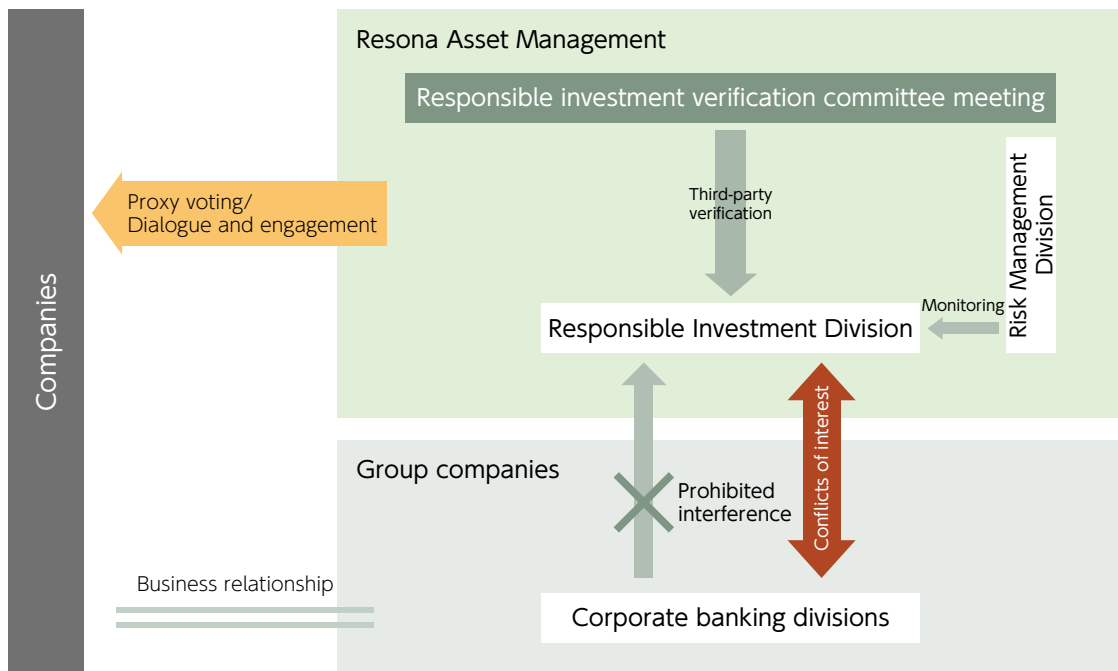 Resona Asset Management
Responsible investment verification committee meeting
Companies
Proxy voting/
Dialogue and engagement
Third-party
verification
Risk Management
Division
Monitoring
Responsible Investment Division
Conflicts of interest
Group companies
Prohibited
interference
Business relationship
Corporate banking divisions